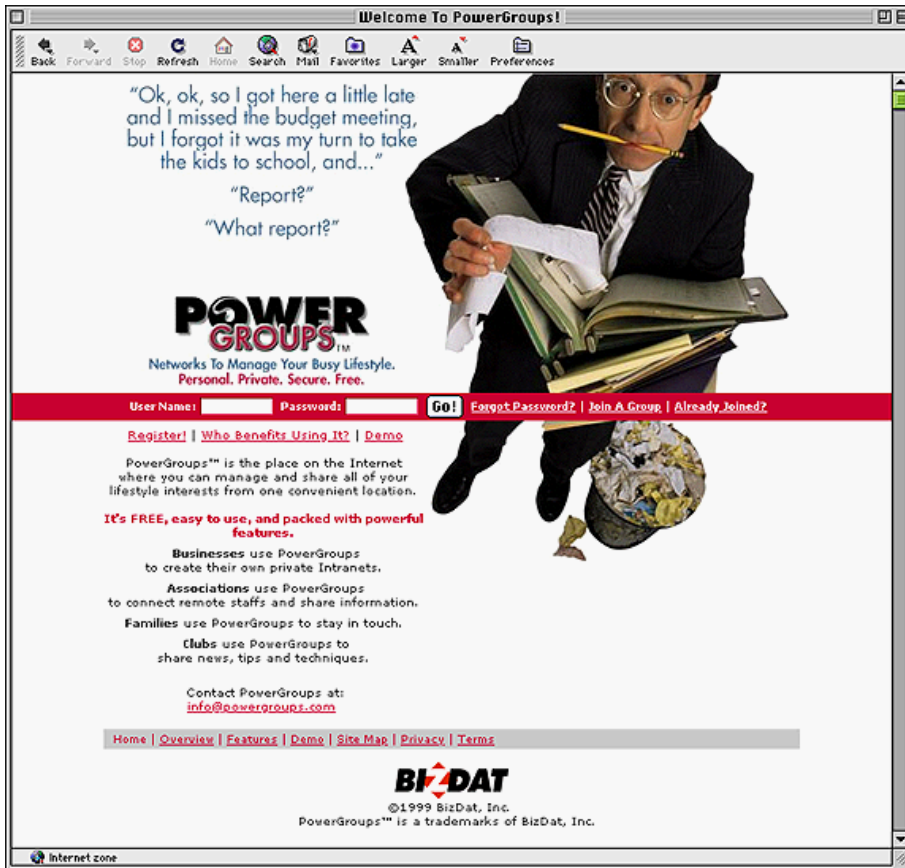 Welcome To PowerGroups!
Back Forward Stop Refresh Home Search Mail Favorites Larger Smaller Preferences
“Ok, ok, so I got here a little late
and I missed the budget meeting,
but I forgot it was my turn to take
the kids to school, and...”
“Report?”
“What report?”
POWER
GROUPS™
Networks To Manage Your Busy Lifestyle.
Personal. Private. Secure. Free.
User Name: Password: Go! Forgot Password? | Join A Group | Already Joined?
Register! | Who Benefits Using It? | Demo
PowerGroups™ is the place on the Internet
where you can manage and share all of your
lifestyle interests from one convenient location.
It's FREE, easy to use, and packed with powerful
features.
Businesses use PowerGroups
to create their own private Intranets.
Associations use PowerGroups
to connect remote staffs and share information.
Families use PowerGroups to stay in touch.
Clubs use PowerGroups to
share news, tips and techniques.
Contact PowerGroups at:
info@powergroups.com
Home | Overview | Features | Demo | Site Map | Privacy | Terms
BIZDAT
©1999 BizDat, Inc.
PowerGroups™ is a trademarks of BizDat, Inc.
Internet zone